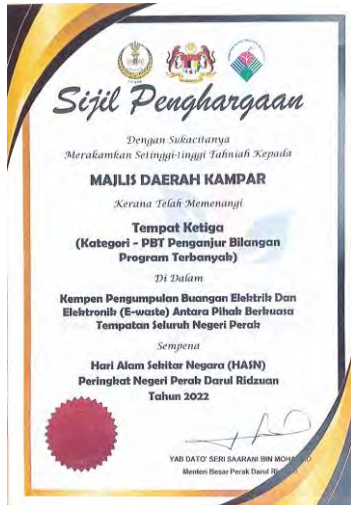 Sijil Penghargaan
Dengan Sukacitanya
Merakamkan Setinggi-tinggi Tahniah Kepada
MAJLIS DAERAH KAMPAR
Kerana Telah Memenangi
Tempat Ketiga
(Kategori - PBT Penganjur Bilangan
Program Terbanyak)
Di Dalam
Kempen Pengumpulan Buangan Elektrik Dan
Elektronik (E-waste) Antara Pihak Berkuasa
Tempatan Seluruh Negeri Perak
Sempena
Hari Alam Sekitar Negara (HASN)
Peringkat Negeri Perak Darul Ridzuan
Tahun 2022
YAB DATO' SERI SAARANI BIN
Menteri Besar Perak Darul